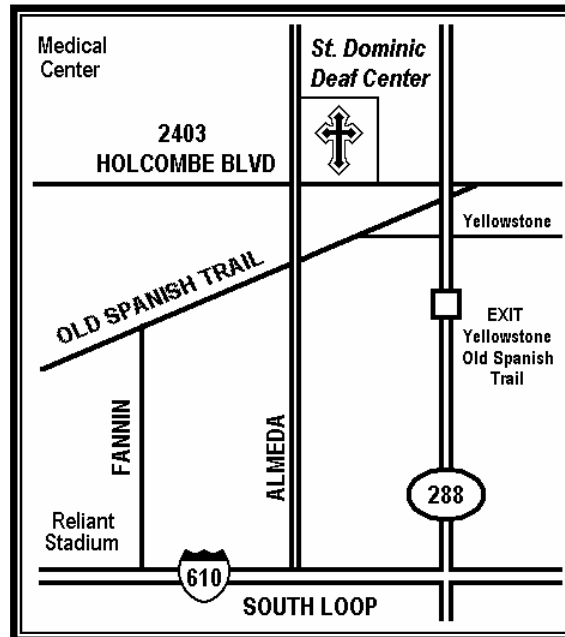 Medical
Center
St. Dominic
Deaf Center
2403
HOLCOMBE BLVD
Yellowstone
OLD SPANISH TRAIL
EXIT
Yellowstone
Old Spanish
Trail
FANNIN
ALMEDA
288
Reliant
Stadium
610
SOUTH LOOP